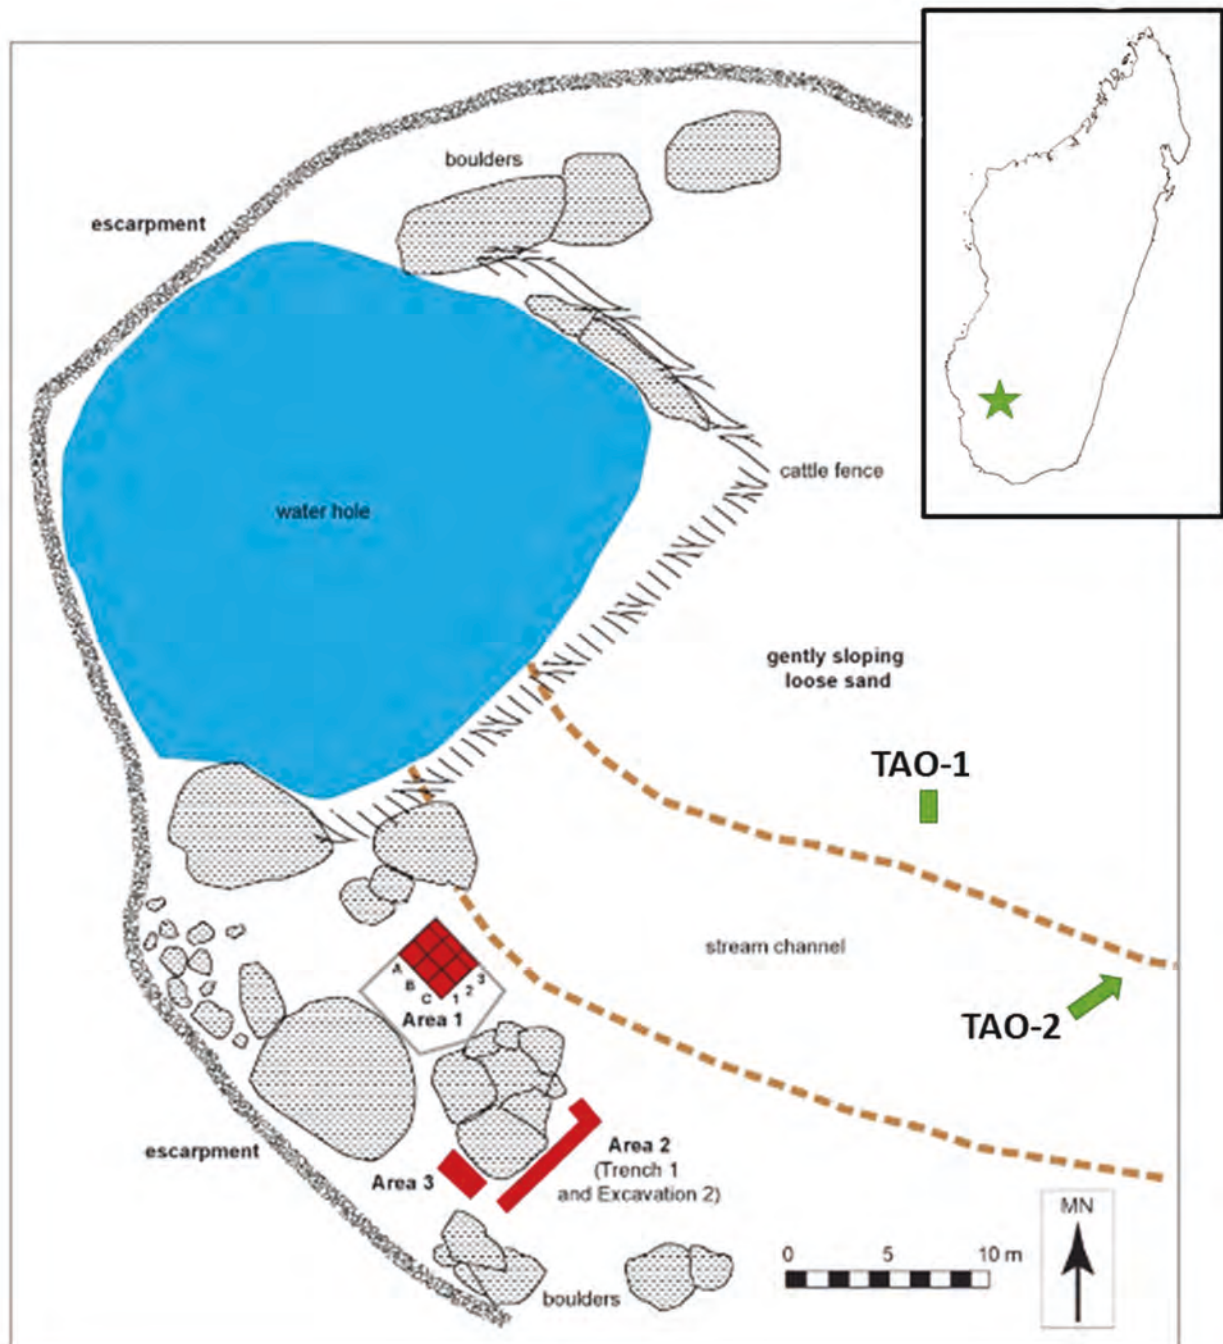 boulders
escarpment
cattle fence
water hole
gently sloping
loose sand
TAO-1
stream channel
A
B
C
1
2
3
Area 1
TAO-2
escarpment
Area 2
(Trench 1
and Excavation 2)
Area 3
MN
0 5 10 m
boulders